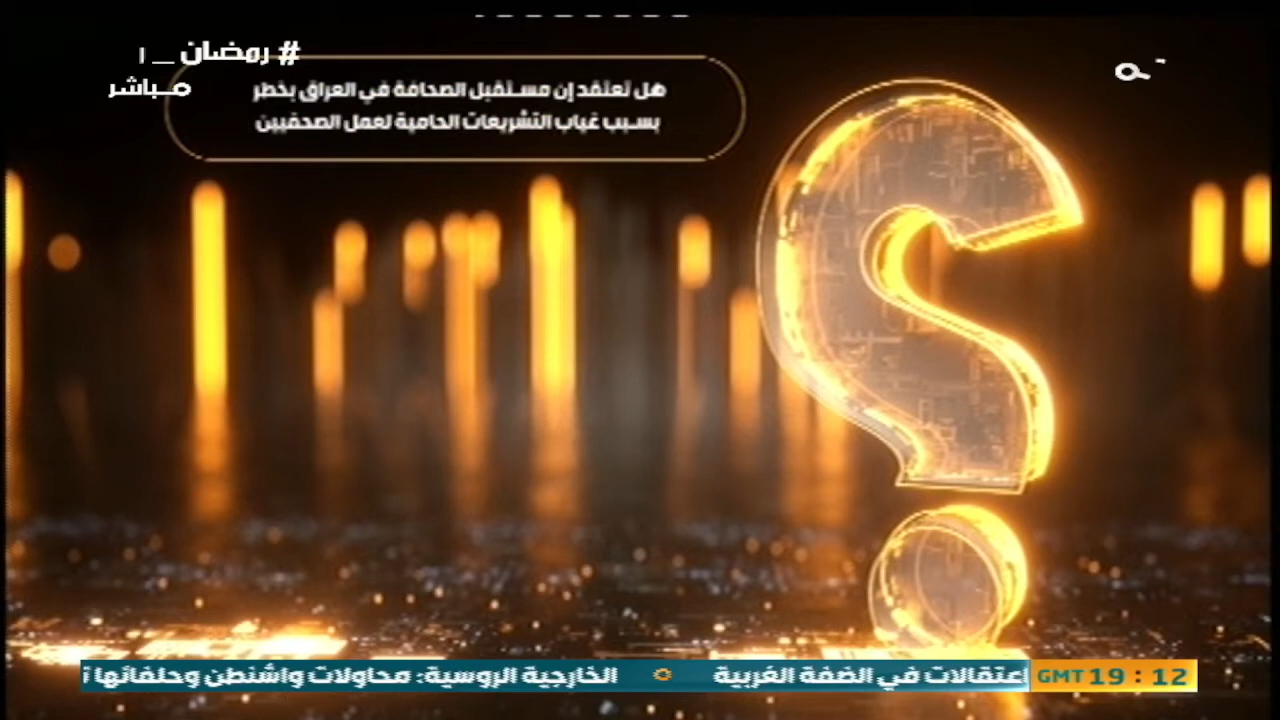 # رمضان _ ا
مـباشر
هل تعتقد إن مستقبل الصحافة في العراق بخطر
بسبب غياب التشريعات الحامية لعمل الصحفيين
اعتقالات في الضفة الغربية
الخارجية الروسية: محاولات واشنطن وحلفائها
GMT 19 : 12